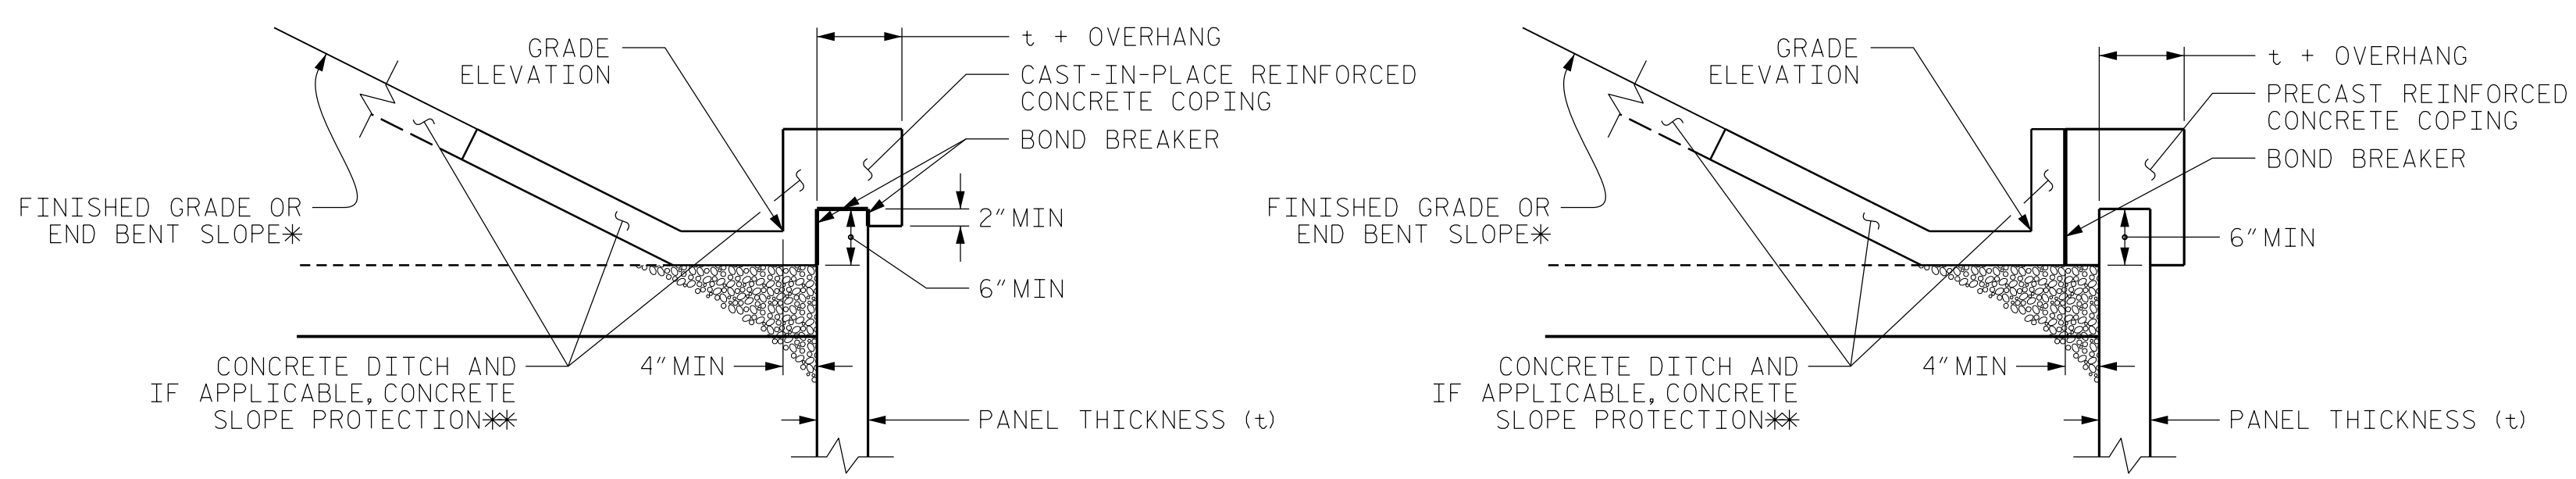 GRADE
ELEVATION
t + OVERHANG
CAST-IN-PLACE REINFORCED
CONCRETE COPING
BOND BREAKER
FINISHED GRADE OR
END BENT SLOPE*
2" MIN
6" MIN
CONCRETE DITCH AND
IF APPLICABLE, CONCRETE
SLOPE PROTECTION**
4" MIN
PANEL THICKNESS (t)
GRADE
ELEVATION
t + OVERHANG
PRECAST REINFORCED
CONCRETE COPING
BOND BREAKER
FINISHED GRADE OR
END BENT SLOPE*
6" MIN
CONCRETE DITCH AND
IF APPLICABLE, CONCRETE
SLOPE PROTECTION**
4" MIN
PANEL THICKNESS (t)